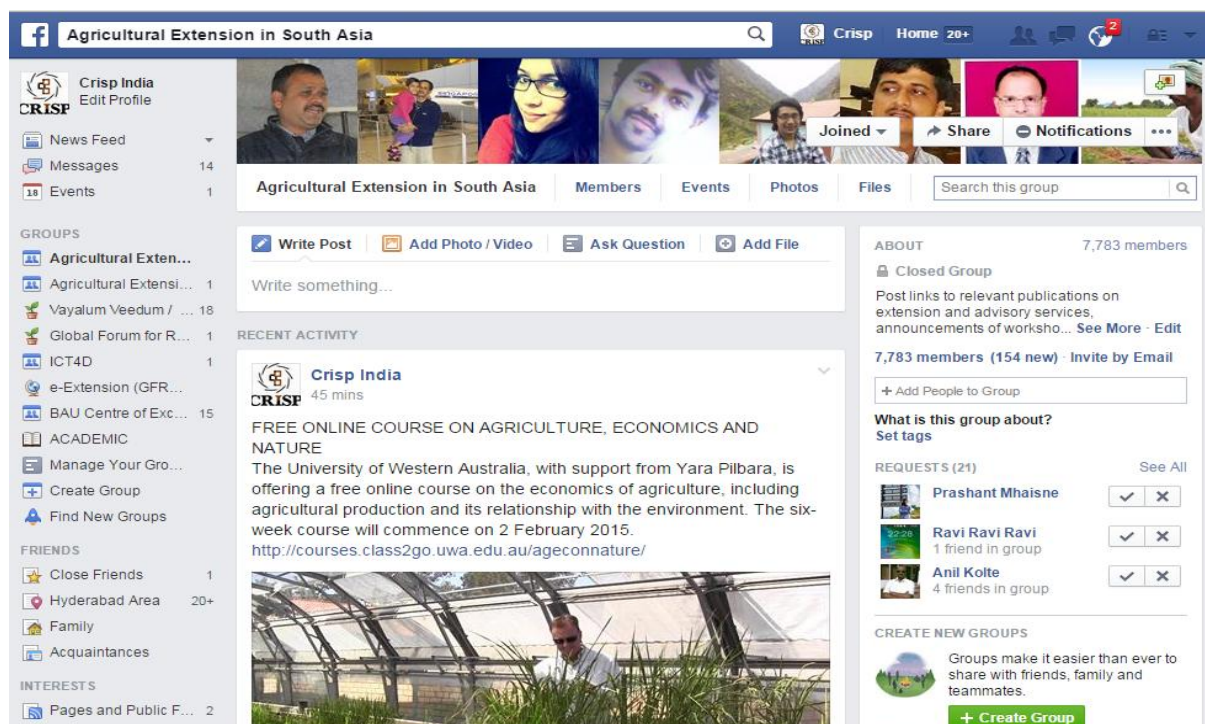 Agricultural Extension in South Asia
CRISP
Crisp
Home 20+
2
CRISP
Crisp India
Edit Profile
News Feed
Messages 14
18 Events 1
GROUPS
Agricultural Exten...
Agricultural Extensi... 1
Vayalum Veedum / ... 18
Global Forum for R... 1
ICT4D 1
e-Extension (GFR...
BAU Centre of Exc... 15
ACADEMIC
Manage Your Gro...
Create Group
Find New Groups
FRIENDS
Close Friends 1
Hyderabad Area 20+
Family
Acquaintances
INTERESTS
Pages and Public F... 2
Joined
Share
Notifications
Agricultural Extension in South Asia
Members
Events
Photos
Files
Search this group
Write Post
Add Photo / Video
Ask Question
Add File
Write something...
RECENT ACTIVITY
CRISP
Crisp India
45 mins
FREE ONLINE COURSE ON AGRICULTURE, ECONOMICS AND
NATURE
The University of Western Australia, with support from Yara Pilbara, is
offering a free online course on the economics of agriculture, including
agricultural production and its relationship with the environment. The six-
week course will commence on 2 February 2015.
http://courses.class2go.uwa.edu.au/ageconnature/
ABOUT 7,783 members
Closed Group
Post links to relevant publications on
extension and advisory services,
announcements of worksho... See More · Edit
7,783 members (154 new) · Invite by Email
+ Add People to Group
What is this group about?
Set tags
REQUESTS (21) See All
Prashant Mhaisne
22:28
Ravi Ravi Ravi
1 friend in group
Anil Kolte
4 friends in group
CREATE NEW GROUPS
Groups make it easier than ever to
share with friends, family and
teammates.
+ Create Group